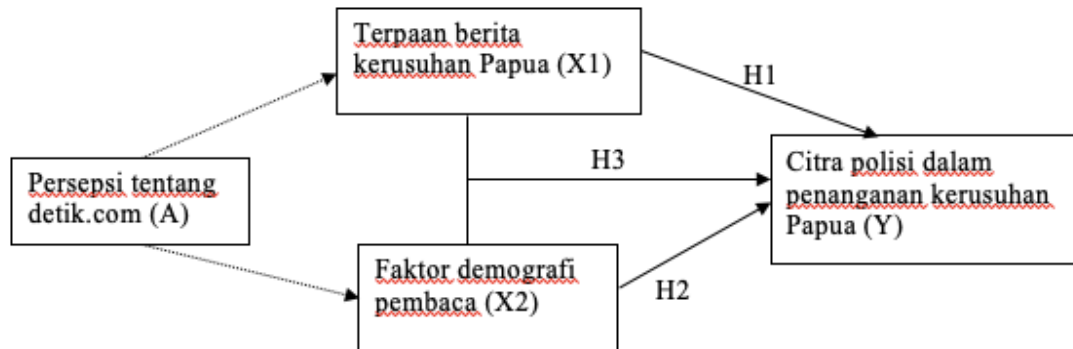 Terpaan berita
kerusuhan Papua (X1)
H1
Persepsi tentang
detik.com (A)
H3
Citra polisi dalam
penanganan kerusuhan
Papua (Y)
Faktor demografi
pembaca (X2)
H2